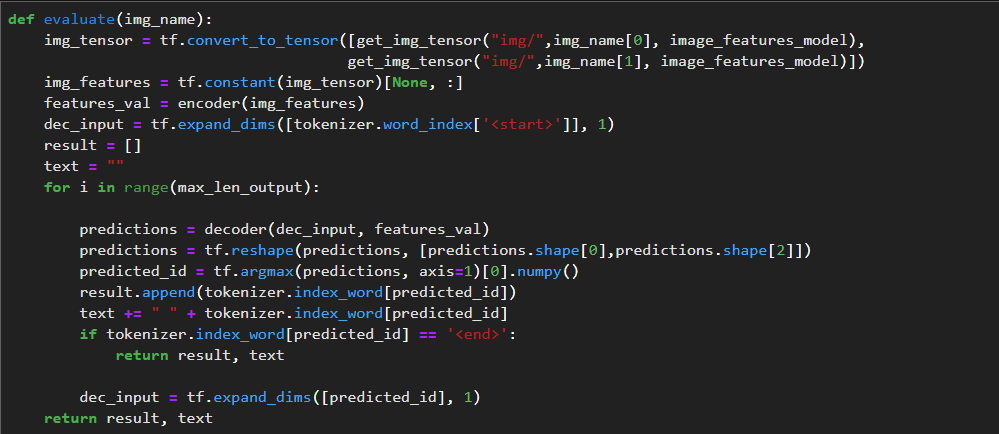 def evaluate(img_name):
    img_tensor = tf.convert_to_tensor([get_img_tensor("img/",img_name[0], image_features_model),
                                      get_img_tensor("img/",img_name[1], image_features_model)])
    img_features = tf.constant(img_tensor)[None, :]
    features_val = encoder(img_features)
    dec_input = tf.expand_dims([tokenizer.word_index['<start>']], 1)
    result = []
    text = ""
    for i in range(max_len_output):

        predictions = decoder(dec_input, features_val)
        predictions = tf.reshape(predictions, [predictions.shape[0],predictions.shape[2]])
        predicted_id = tf.argmax(predictions, axis=1)[0].numpy()
        result.append(tokenizer.index_word[predicted_id])
        text += " " + tokenizer.index_word[predicted_id]
        if tokenizer.index_word[predicted_id] == '<end>':
            return result, text

        dec_input = tf.expand_dims([predicted_id], 1)
    return result, text